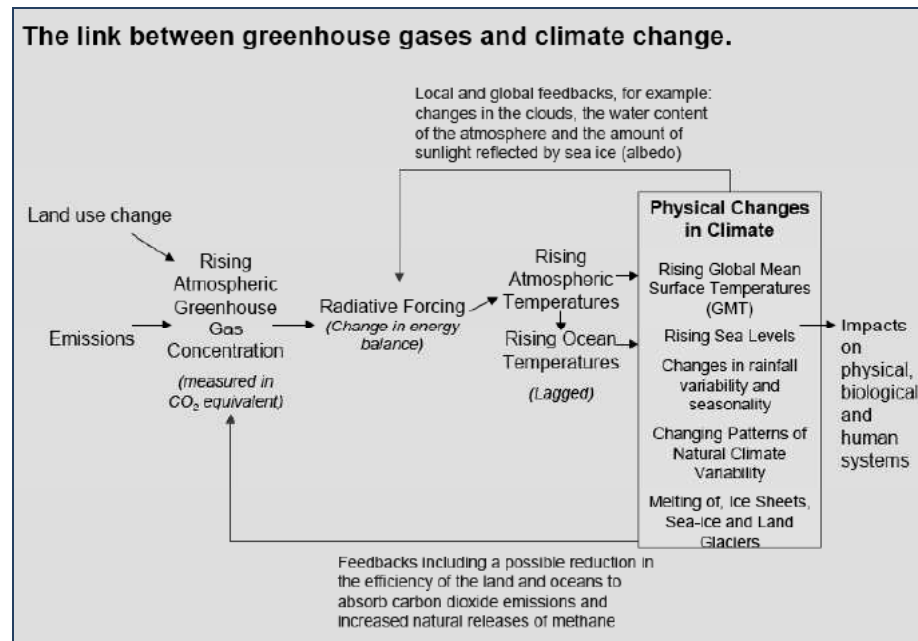 The link between greenhouse gases and climate change.
Local and global feedbacks, for example:
changes in the clouds, the water content
of the atmosphere and the amount of
sunlight reflected by sea ice (albedo)
Land use change
Emissions
Rising
Atmospheric
Greenhouse
Gas
Concentration
(measured in
CO₂ equivalent)
Radiative Forcing
(Change in energy
balance)
Rising
Atmospheric
Temperatures
Rising Ocean
Temperatures
(Lagged)
Physical Changes
in Climate
Rising Global Mean
Surface Temperatures
(GMT)
Rising Sea Levels
Changes in rainfall
variability and
seasonality
Changing Patterns of
Natural Climate
Variability
Melting of, Ice Sheets,
Sea-Ice and Land
Glaciers
Impacts
on
physical,
biological
and
human
systems
Feedbacks including a possible reduction in
the efficiency of the land and oceans to
absorb carbon dioxide emissions and
increased natural releases of methane